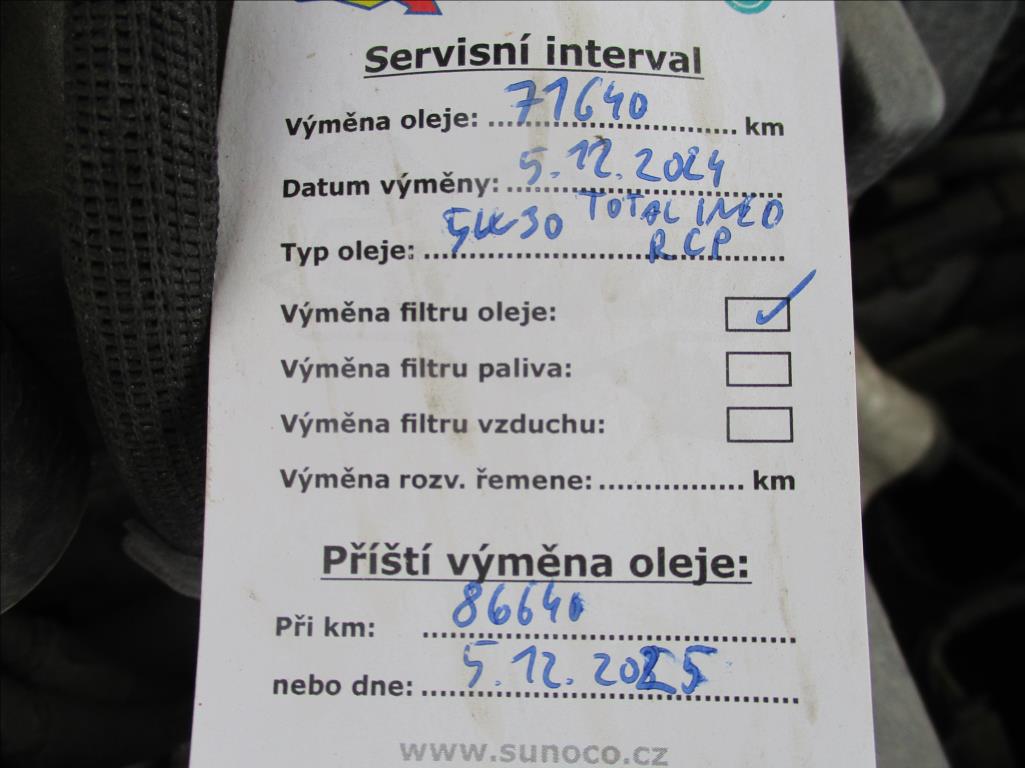 Servisní interval
Výměna oleje: 71640 km
Datum výměny: 5.12.2024
Typ oleje: 5W30 TOTAL INEO
RCP
Výměna filtru oleje: ✓
Výměna filtru paliva:
Výměna filtru vzduchu:
Výměna rozv. řemene: ............... km
Příští výměna oleje:
Při km: 86640
nebo dne: 5.12.2025
www.sunoco.cz